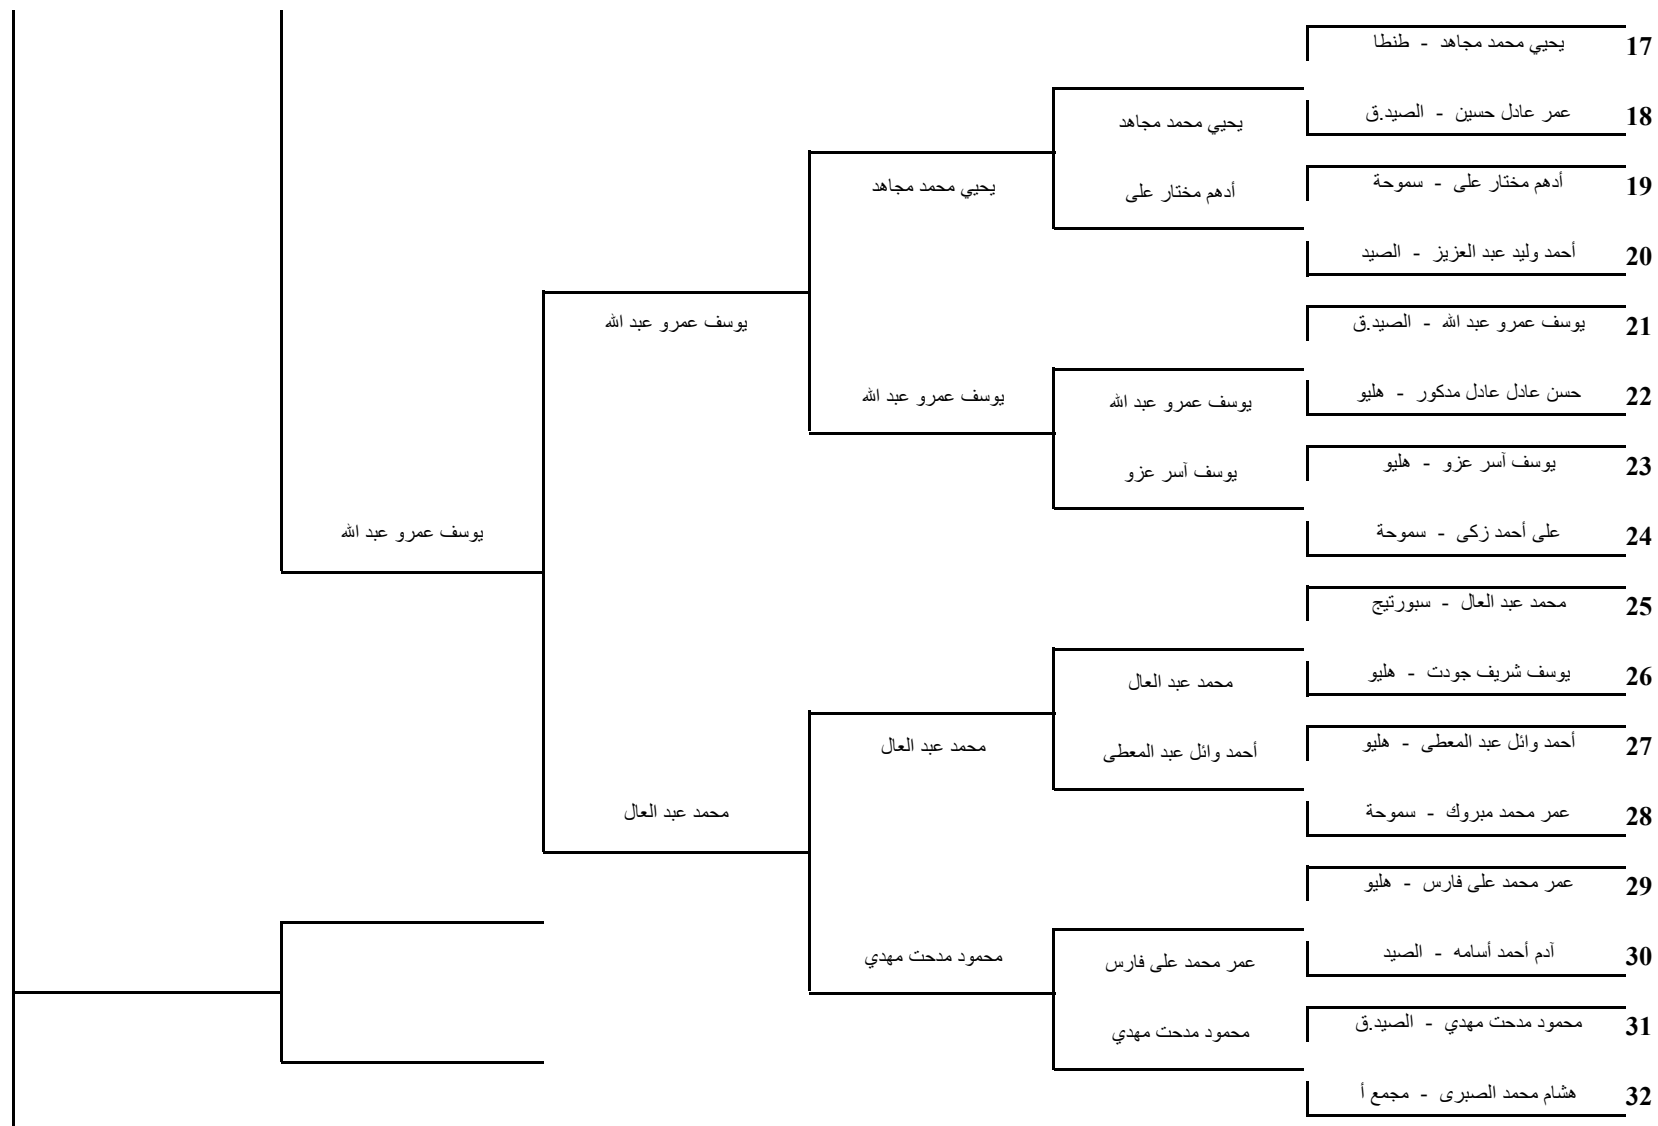 17 يحيي محمد مجاهد - طنطا
18 عمر عادل حسين - الصيد.ق
يحيي محمد مجاهد
19 أدهم مختار على - سموحة
أدهم مختار على
يحيي محمد مجاهد
20 أحمد وليد عبد العزيز - الصيد
21 يوسف عمرو عبد الله - الصيد.ق
يوسف عمرو عبد الله
22 حسن عادل عادل مدكور - هليو
يوسف عمرو عبد الله
يوسف عمرو عبد الله
23 يوسف آسر عزو - هليو
يوسف آسر عزو
24 على أحمد زكى - سموحة
يوسف عمرو عبد الله
25 محمد عبد العال - سبورتيج
26 يوسف شريف جودت - هليو
محمد عبد العال
27 أحمد وائل عبد المعطى - هليو
أحمد وائل عبد المعطى
محمد عبد العال
28 عمر محمد مبروك - سموحة
محمد عبد العال
29 عمر محمد على فارس - هليو
30 آدم أحمد أسامه - الصيد
عمر محمد على فارس
محمود مدحت مهدي
31 محمود مدحت مهدي - الصيد.ق
محمود مدحت مهدي
32 هشام محمد الصبرى - مجمع أ